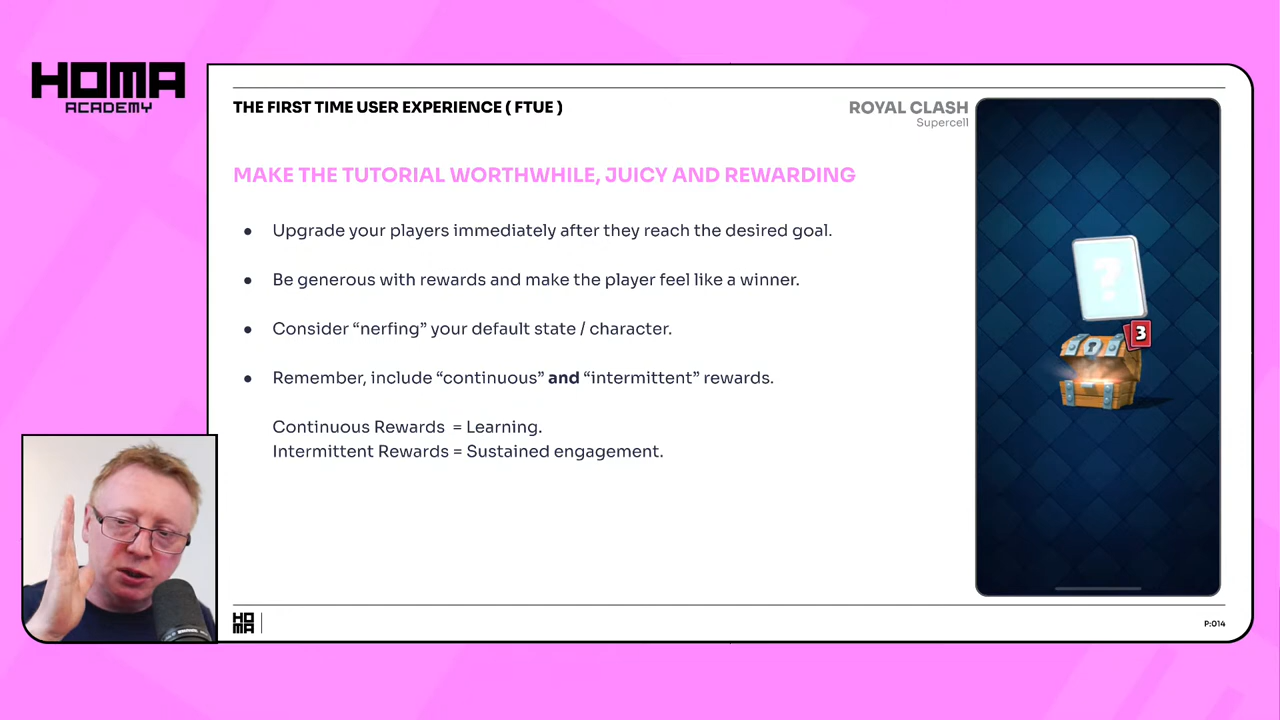 HOMA
ACADEMY
THE FIRST TIME USER EXPERIENCE ( FTUE )
ROYAL CLASH
Supercell
MAKE THE TUTORIAL WORTHWHILE, JUICY AND REWARDING
● Upgrade your players immediately after they reach the desired goal.
● Be generous with rewards and make the player feel like a winner.
● Consider “nerfing” your default state / character.
● Remember, include “continuous” and “intermittent” rewards.
Continuous Rewards = Learning.
Intermittent Rewards = Sustained engagement.
?
3
HO
MA
P:014